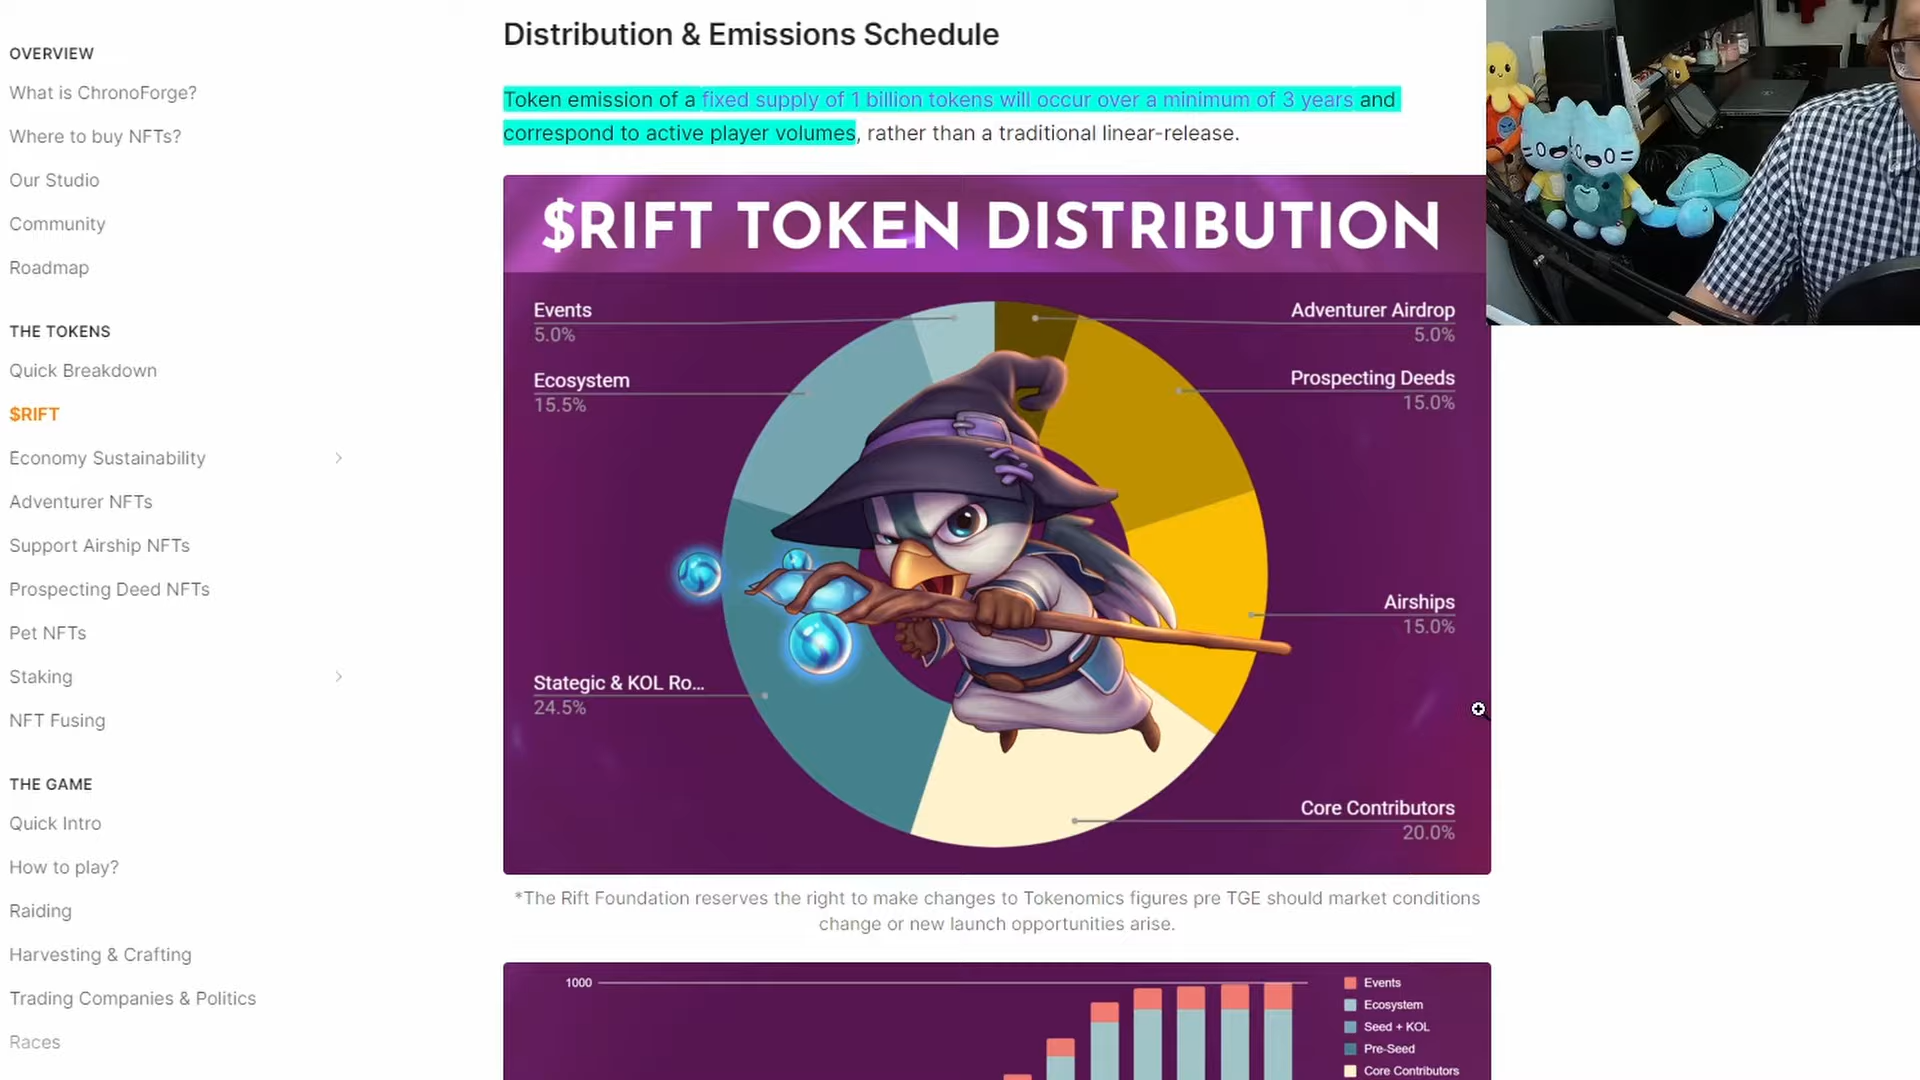 OVERVIEW
What is ChronoForge?
Where to buy NFTs?
Our Studio
Community
Roadmap
THE TOKENS
Quick Breakdown
$RIFT
Economy Sustainability
Adventurer NFTs
Support Airship NFTs
Prospecting Deed NFTs
Pet NFTs
Staking
NFT Fusing
THE GAME
Quick Intro
How to play?
Raiding
Harvesting & Crafting
Trading Companies & Politics
Races
Distribution & Emissions Schedule
Token emission of a fixed supply of 1 billion tokens will occur over a minimum of 3 years and
correspond to active player volumes, rather than a traditional linear-release.
$RIFT TOKEN DISTRIBUTION
Events
5.0%
Ecosystem
15.5%
Stategic & KOL Ro...
24.5%
Adventurer Airdrop
5.0%
Prospecting Deeds
15.0%
Airships
15.0%
Core Contributors
20.0%
*The Rift Foundation reserves the right to make changes to Tokenomics figures pre TGE should market conditions
change or new launch opportunities arise.
1000
Events
Ecosystem
Seed + KOL
Pre-Seed
Core Contributors